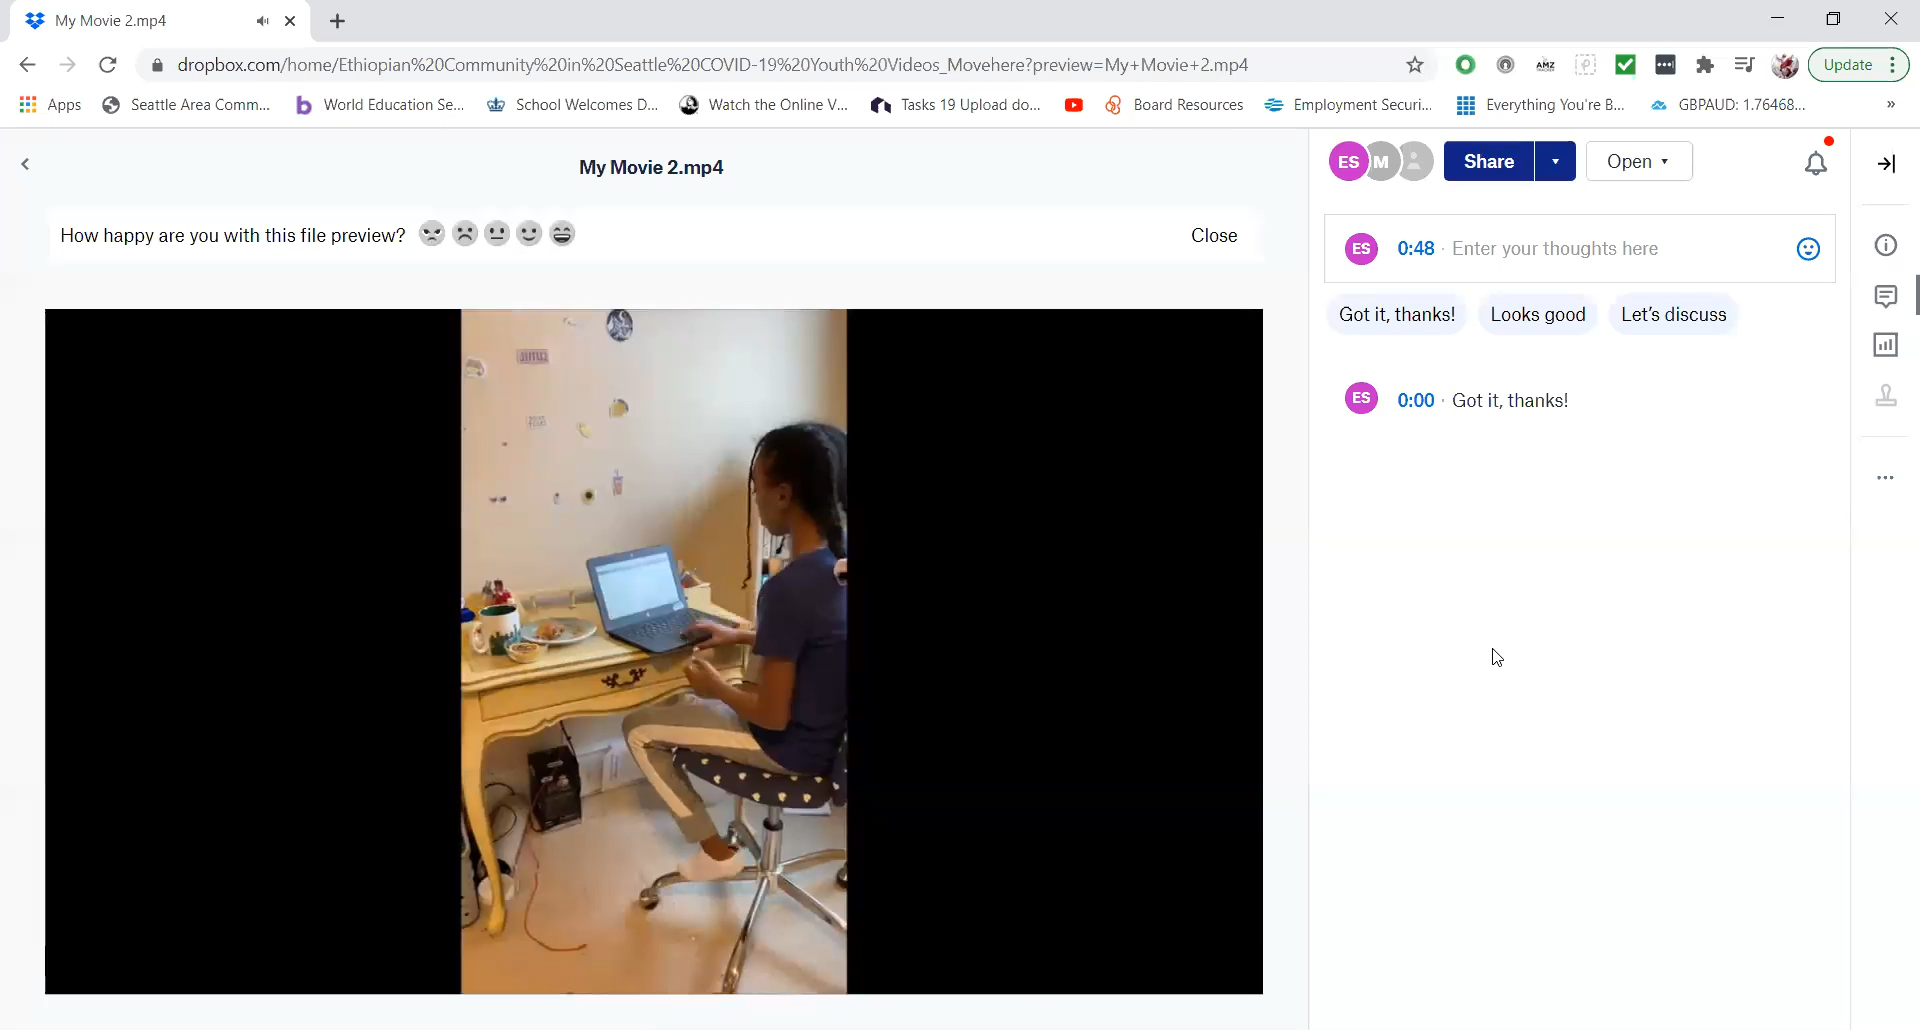 My Movie 2.mp4
dropbox.com/home/Ethiopian%20Community%20in%20Seattle%20COVID-19%20Youth%20Videos_Movehere?preview=My+Movie+2.mp4
AMZ
Update
Apps
Seattle Area Comm...
World Education Se...
School Welcomes D...
Watch the Online V...
Tasks 19 Upload do...
Board Resources
Employment Securi...
Everything You're B...
GBPAUD: 1.76468...
»
My Movie 2.mp4
ES
M
Share
Open
How happy are you with this file preview?
Close
ES
0:48 · Enter your thoughts here
Got it, thanks!
Looks good
Let's discuss
ES
0:00 · Got it, thanks!